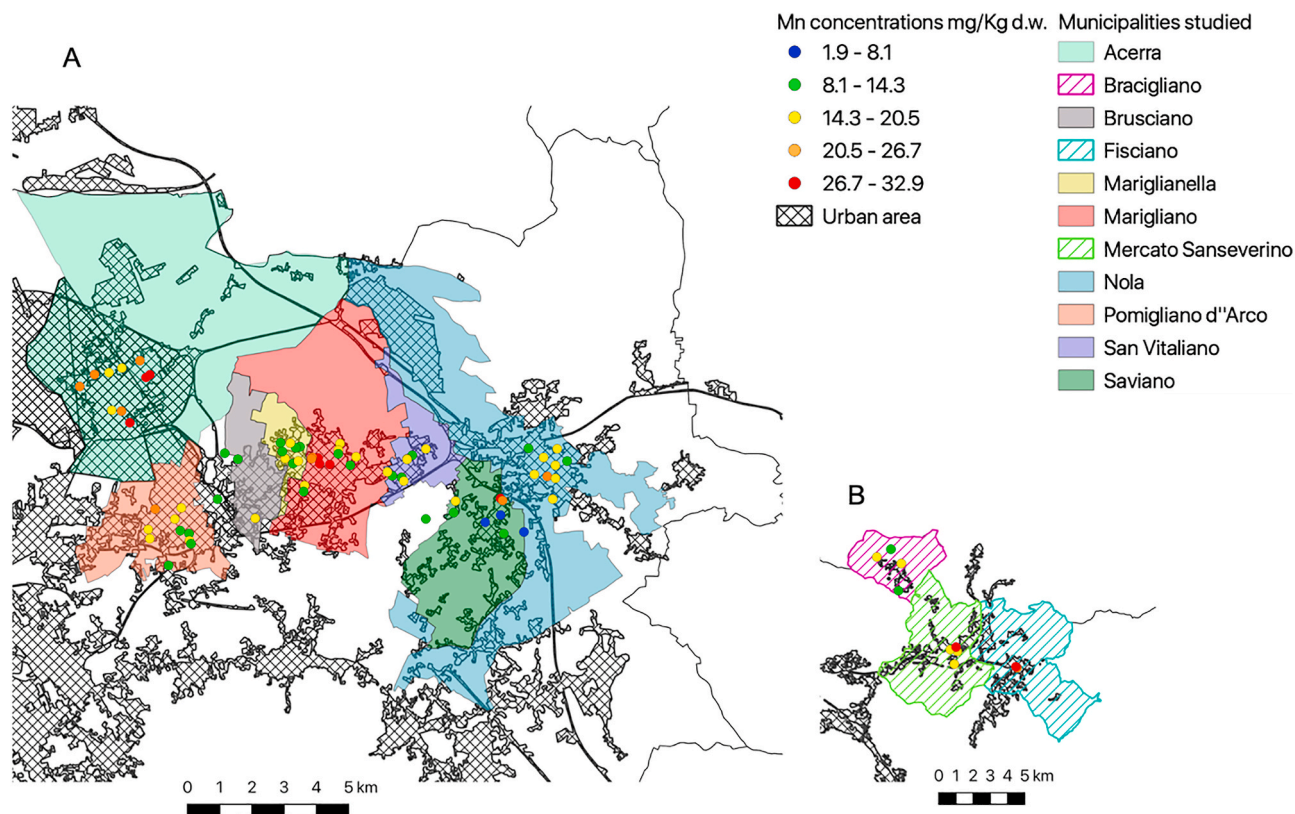 A
Mn concentrations mg/Kg d.w.
1.9 - 8.1
8.1 - 14.3
14.3 - 20.5
20.5 - 26.7
26.7 - 32.9
Urban area
Municipalities studied
Acerra
Bracigliano
Brusciano
Fisciano
Mariglianella
Marigliano
Mercato Sanseverino
Nola
Pomigliano d''Arco
San Vitaliano
Saviano
B
0 1 2 3 4 5 km
0 1 2 3 4 5 km